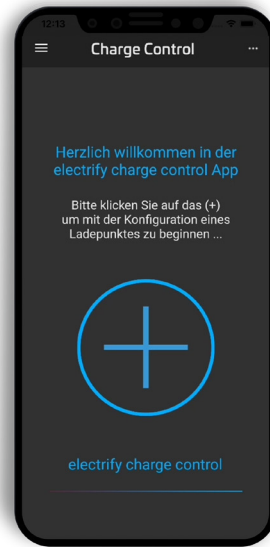 12:13
Charge Control
Herzlich willkommen in der
electrify charge control App
Bitte klicken Sie auf das (+)
um mit der Konfiguration eines
Ladepunktes zu beginnen ...
electrify charge control